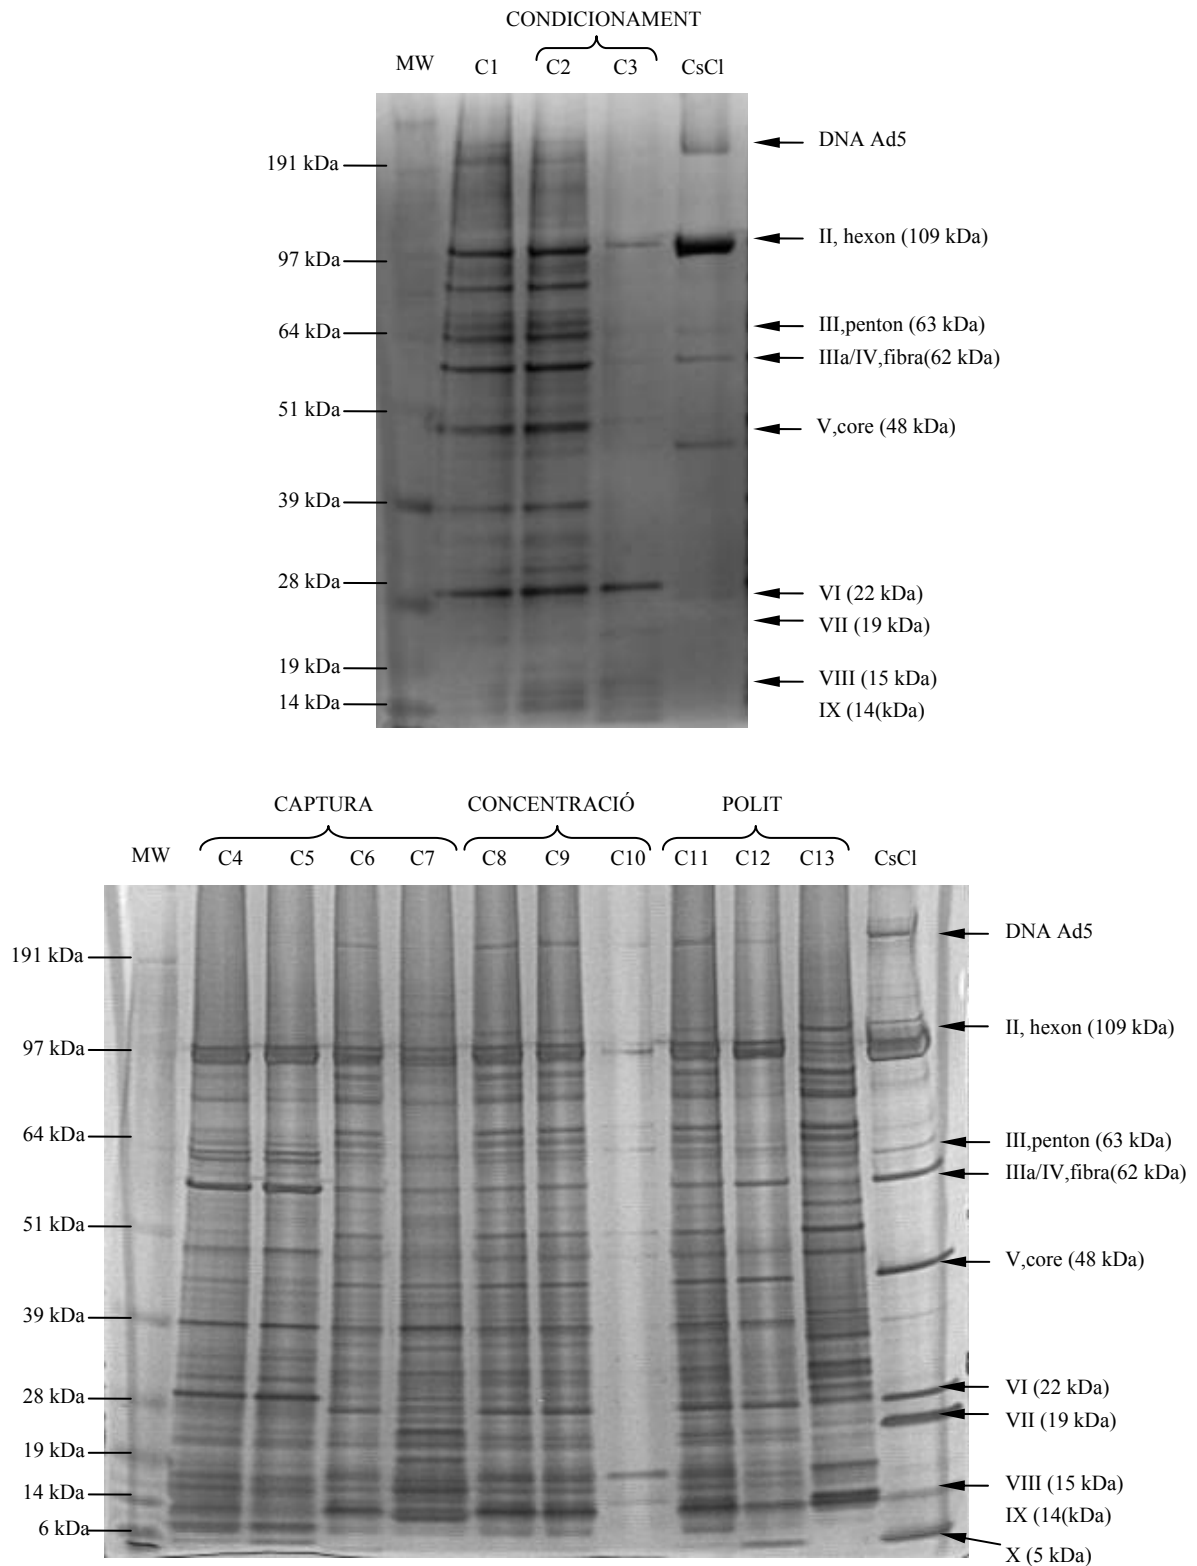 CONDICIONAMENT
MW C1 C2 C3 CsCl
DNA Ad5
191 kDa
II, hexon (109 kDa)
97 kDa
III,penton (63 kDa)
64 kDa
IIIa/IV,fibra(62 kDa)
51 kDa
V,core (48 kDa)
39 kDa
28 kDa
VI (22 kDa)
VII (19 kDa)
19 kDa
VIII (15 kDa)
14 kDa
IX (14(kDa)
CAPTURA CONCENTRACIÓ POLIT
MW C4 C5 C6 C7 C8 C9 C10 C11 C12 C13 CsCl
DNA Ad5
191 kDa
II, hexon (109 kDa)
97 kDa
64 kDa
III,penton (63 kDa)
IIIa/IV,fibra(62 kDa)
51 kDa
V,core (48 kDa)
39 kDa
VI (22 kDa)
28 kDa
VII (19 kDa)
19 kDa
VIII (15 kDa)
14 kDa
IX (14(kDa)
6 kDa
X (5 kDa)